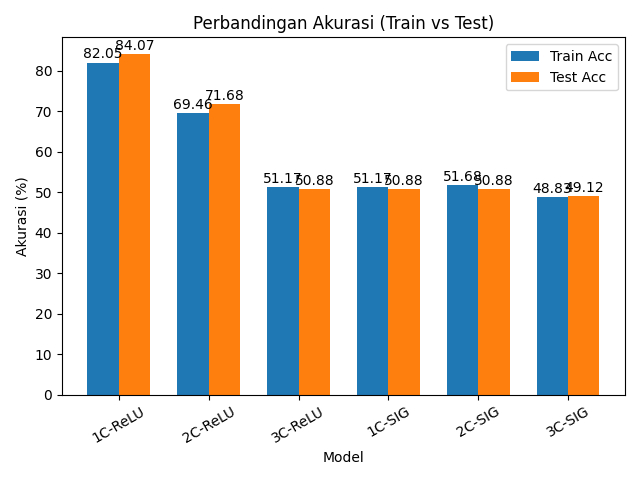 Perbandingan Akurasi (Train vs Test)
Train Acc
Test Acc
Akurasi (%)
80
70
60
50
40
30
20
10
0
82.05
84.07
69.46
71.68
51.17
50.88
51.17
50.88
51.68
50.88
48.83
49.12
1C-ReLU
2C-ReLU
3C-ReLU
1C-SIG
2C-SIG
3C-SIG
Model